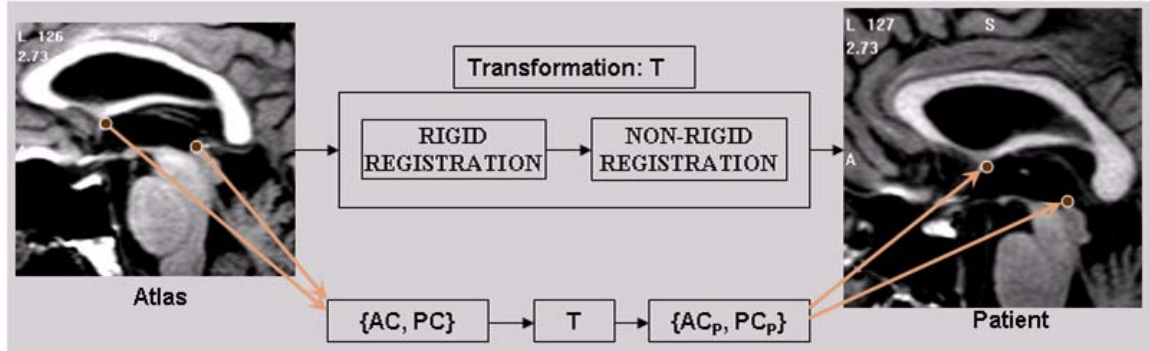 L 126
S
2.73
Transformation: T
RIGID
REGISTRATION
NON-RIGID
REGISTRATION
L 127
S
2.73
A
Atlas
{AC, PC}
T
{ACP, PCP}
Patient